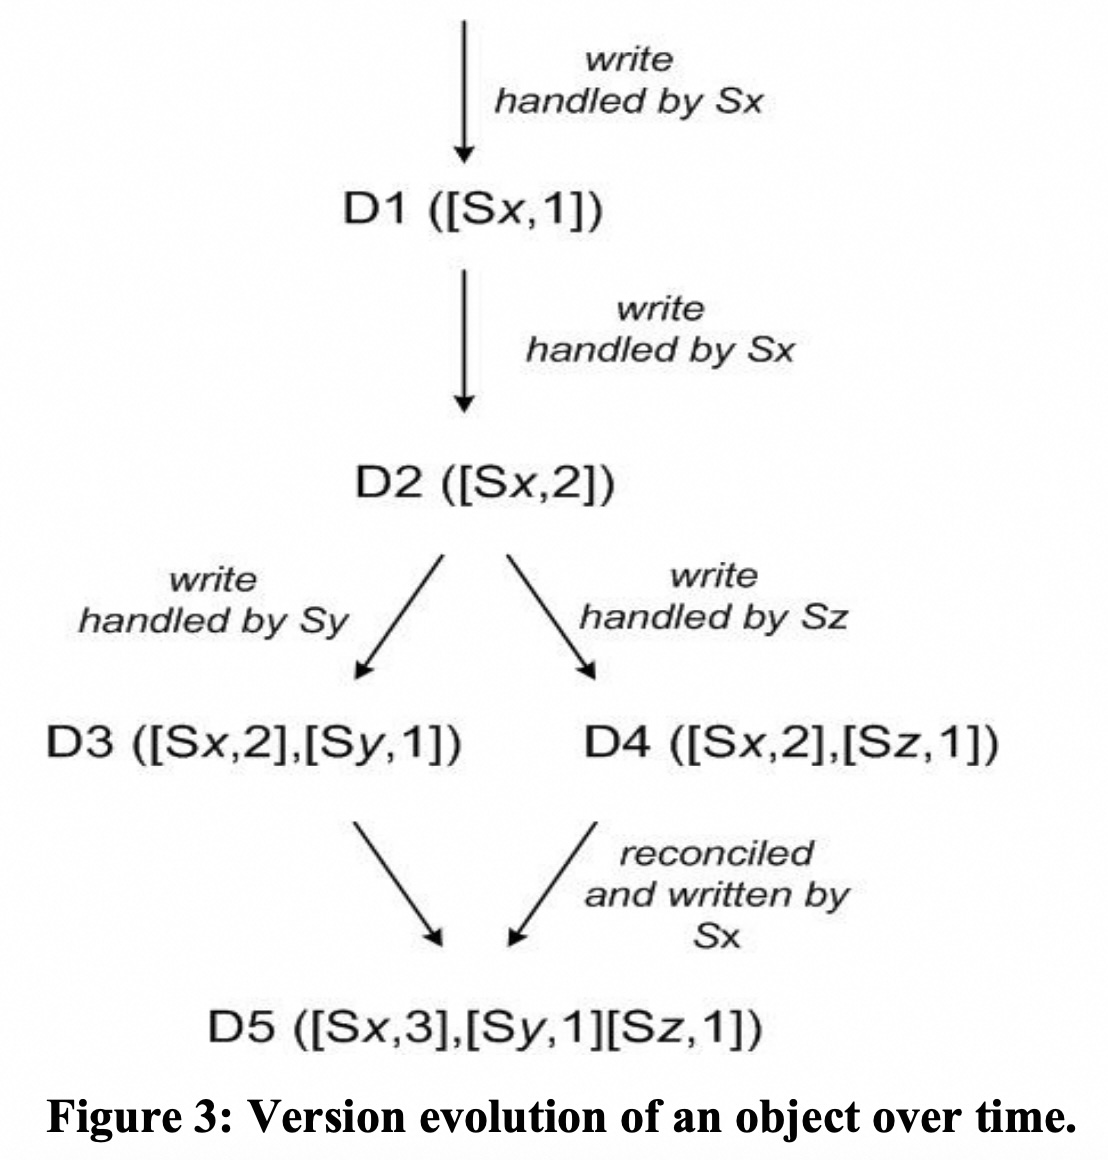 write
handled by Sx
D1 ([Sx,1])
write
handled by Sx
D2 ([Sx,2])
write
handled by Sy
write
handled by Sz
D3 ([Sx,2],[Sy,1])
D4 ([Sx,2],[Sz,1])
reconciled
and written by
Sx
D5 ([Sx,3],[Sy,1][Sz,1])
Figure 3: Version evolution of an object over time.